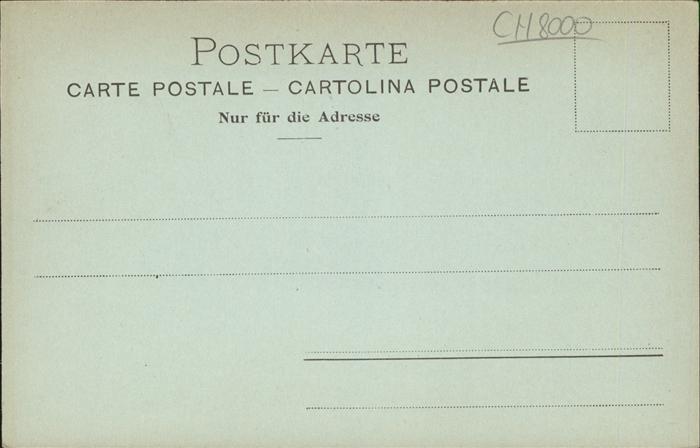 CH8000
POSTKARTE
CARTE POSTALE — CARTOLINA POSTALE
Nur für die Adresse